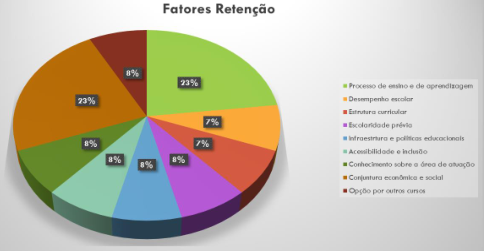 Fatores Retenção
8%
23%
23%
7%
7%
8%
8%
8%
8%
Processo de ensino e de aprendizagem
Desempenho escolar
Estrutura curricular
Escolaridade prévia
Infraestrutura e políticas educacionais
Acessibilidade e inclusão
Conhecimento sobre a área de atuação
Conjuntura econômica e social
Opção por outros cursos